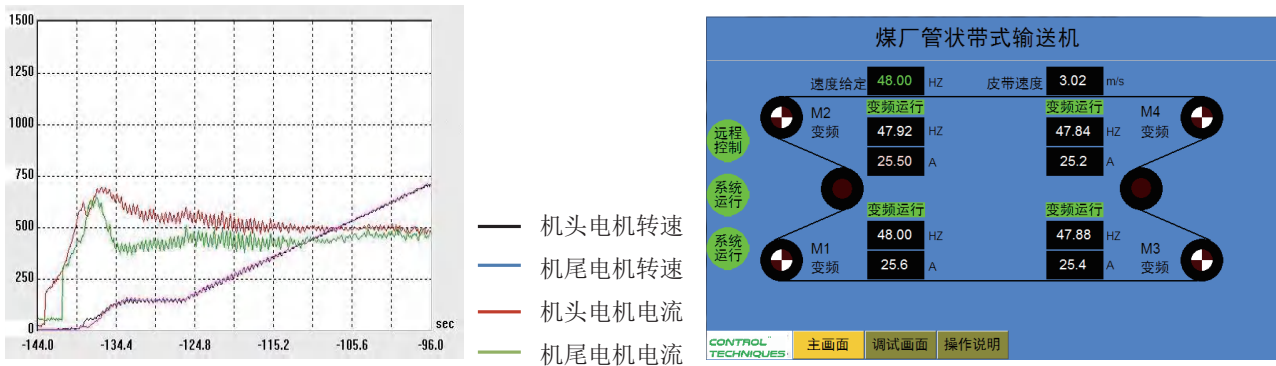 1500
1250
1000
750
500
250
0
-144.0 -134.4 -124.8 -115.2 -105.6 -96.0
sec
机头电机转速
机尾电机转速
机头电机电流
机尾电机电流
煤厂管状带式输送机
速度给定 48.00 HZ 皮带速度 3.02 m/s
M2 变频
变频运行
47.92 HZ
25.50 A
变频运行
47.84 HZ
25.2 A
M4 变频
远程控制
系统运行
系统运行
M1 变频
变频运行
48.00 HZ
25.6 A
变频运行
47.88 HZ
25.4 A
M3 变频
CONTROL™
TECHNIQUES
主画面 调试画面 操作说明